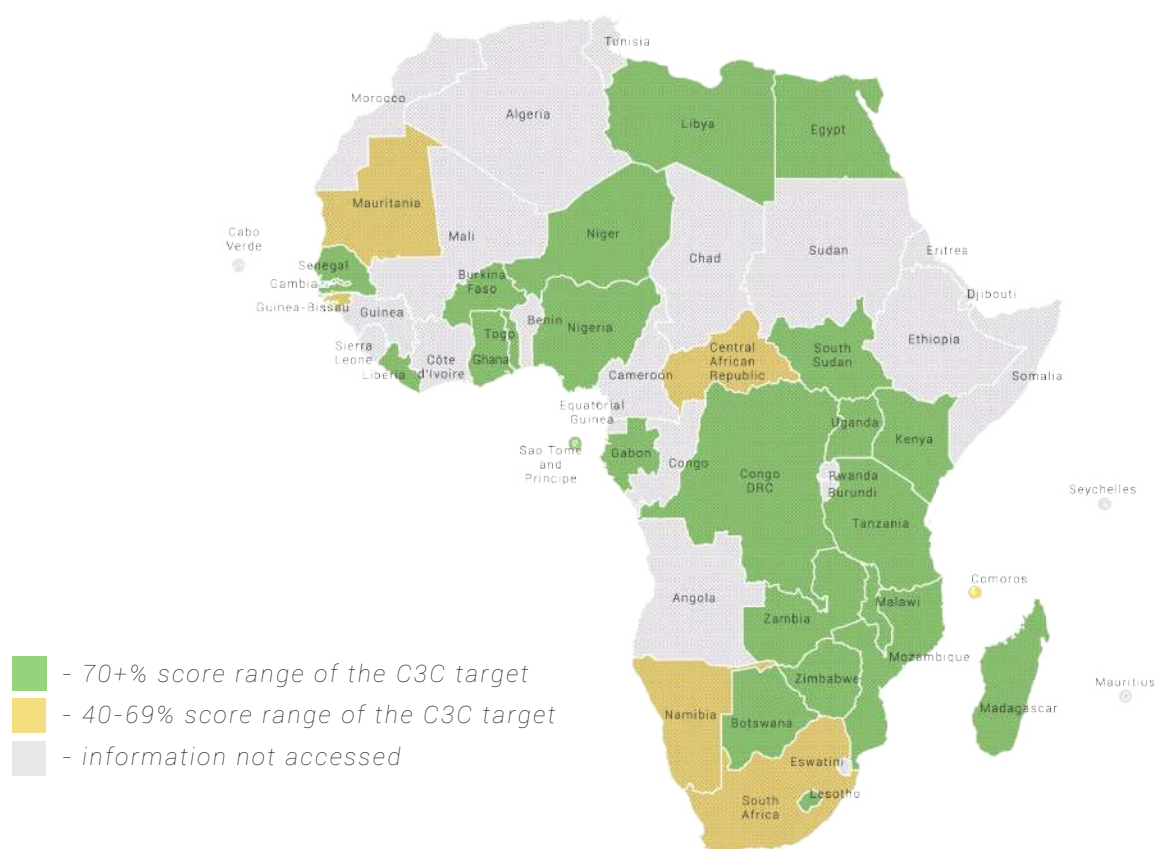 Tunisia
Morocco
Algeria
Libya
Egypt
Mauritania
Mali
Niger
Chad
Sudan
Eritrea
Cabo
Verde
Senegal
Gambia
Guinea-Bissau
Guinea
Burkina
Faso
Djibouti
Sierra
Leone
Liberia
Côte
d'Ivoire
Ghana
Togo
Benin
Nigeria
Cameroon
Central
African
Republic
South
Sudan
Ethiopia
Somalia
Equatorial
Guinea
Sao Tome
and
Principe
Gabon
Congo
Congo
DRC
Uganda
Kenya
Rwanda
Burundi
Tanzania
Seychelles
Comoros
Angola
Zambia
Malawi
Mozambique
Zimbabwe
Madagascar
Mauritius
Namibia
Botswana
Eswatini
Lesotho
South
Africa
- 70+% score range of the C3C target
- 40-69% score range of the C3C target
- information not accessed